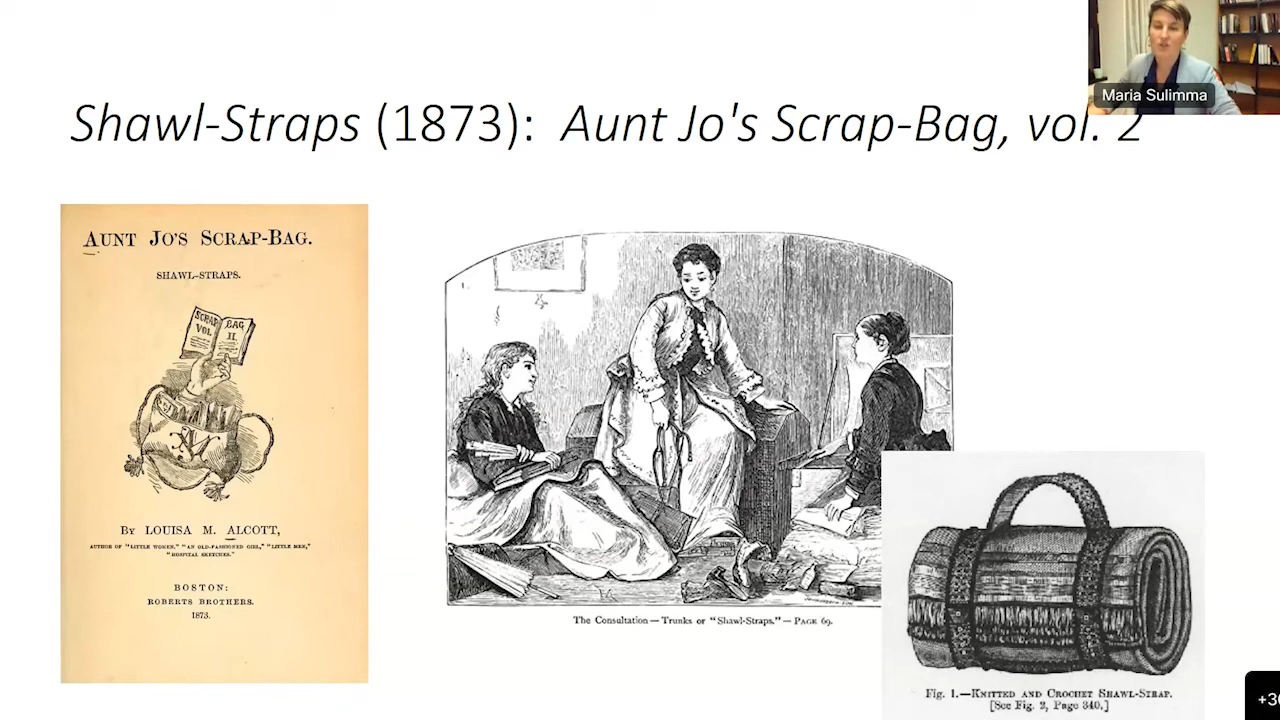 Maria Sulimma
Shawl-Straps (1873): Aunt Jo's Scrap-Bag, vol. 2
AUNT JO'S SCRAP-BAG.
SHAWL-STRAPS.
SCRAP BAG
VOL II.
BY LOUISA M. ALCOTT,
AUTHOR OF "LITTLE WOMEN," "AN OLD-FASHIONED GIRL," "LITTLE MEN,"
"HOSPITAL SKETCHES."
BOSTON:
ROBERTS BROTHERS.
1873.
The Consultation — Trunks or "Shawl-Straps." — PAGE 69.
Fig. 1.—KNITTED AND CROCHET SHAWL-STRAP.
[See Fig. 2, Page 340.]